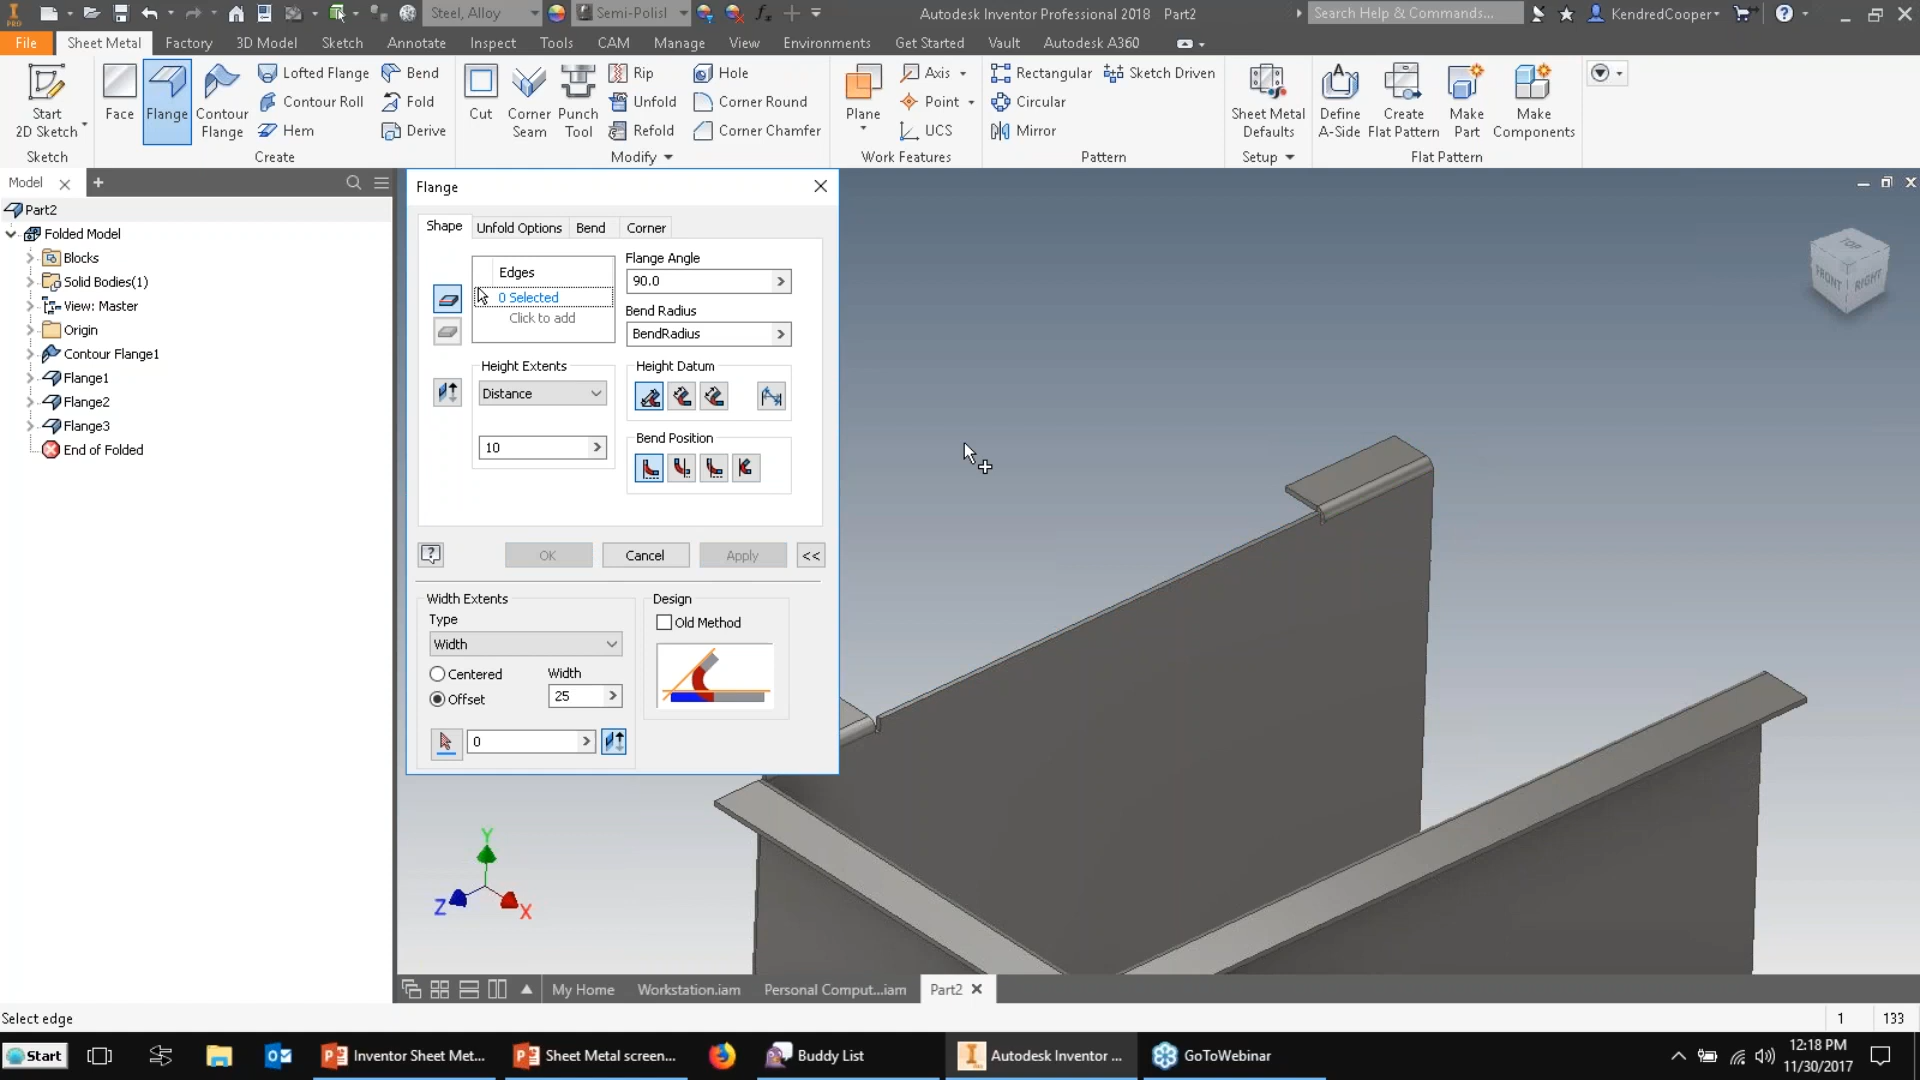 PRO
Steel, Alloy
Semi-Polisl
Autodesk Inventor Professional 2018   Part2
Search Help & Commands...
KendredCooper
File
Sheet Metal
Factory
3D Model
Sketch
Annotate
Inspect
Tools
CAM
Manage
View
Environments
Get Started
Vault
Autodesk A360
Start
2D Sketch
Face
Flange
Contour
Flange
Lofted Flange
Contour Roll
Hem
Bend
Fold
Derive
Cut
Corner
Seam
Punch
Tool
Rip
Unfold
Refold
Hole
Corner Round
Corner Chamfer
Plane
Axis
Point
UCS
Rectangular
Circular
Mirror
Sketch Driven
Sheet Metal
Defaults
Define
A-Side
Create
Flat Pattern
Make
Part
Make
Components
Sketch
Create
Modify
Work Features
Pattern
Setup
Flat Pattern
Model
Part2
Folded Model
Blocks
Solid Bodies(1)
View: Master
Origin
Contour Flange1
Flange1
Flange2
Flange3
End of Folded
Flange
Shape
Unfold Options
Bend
Corner
Edges
0 Selected
Click to add
Flange Angle
90.0
Bend Radius
BendRadius
Height Extents
Distance
10
Height Datum
Bend Position
OK
Cancel
Apply
<<
Width Extents
Type
Width
Centered
Offset
Width
25
0
Design
Old Method
TOP
FRONT
RIGHT
Y
Z
X
My Home
Workstation.iam
Personal Comput...iam
Part2
Select edge
1
133
Start
Inventor Sheet Met...
Sheet Metal screen...
Buddy List
Autodesk Inventor ...
GoToWebinar
12:18 PM
11/30/2017